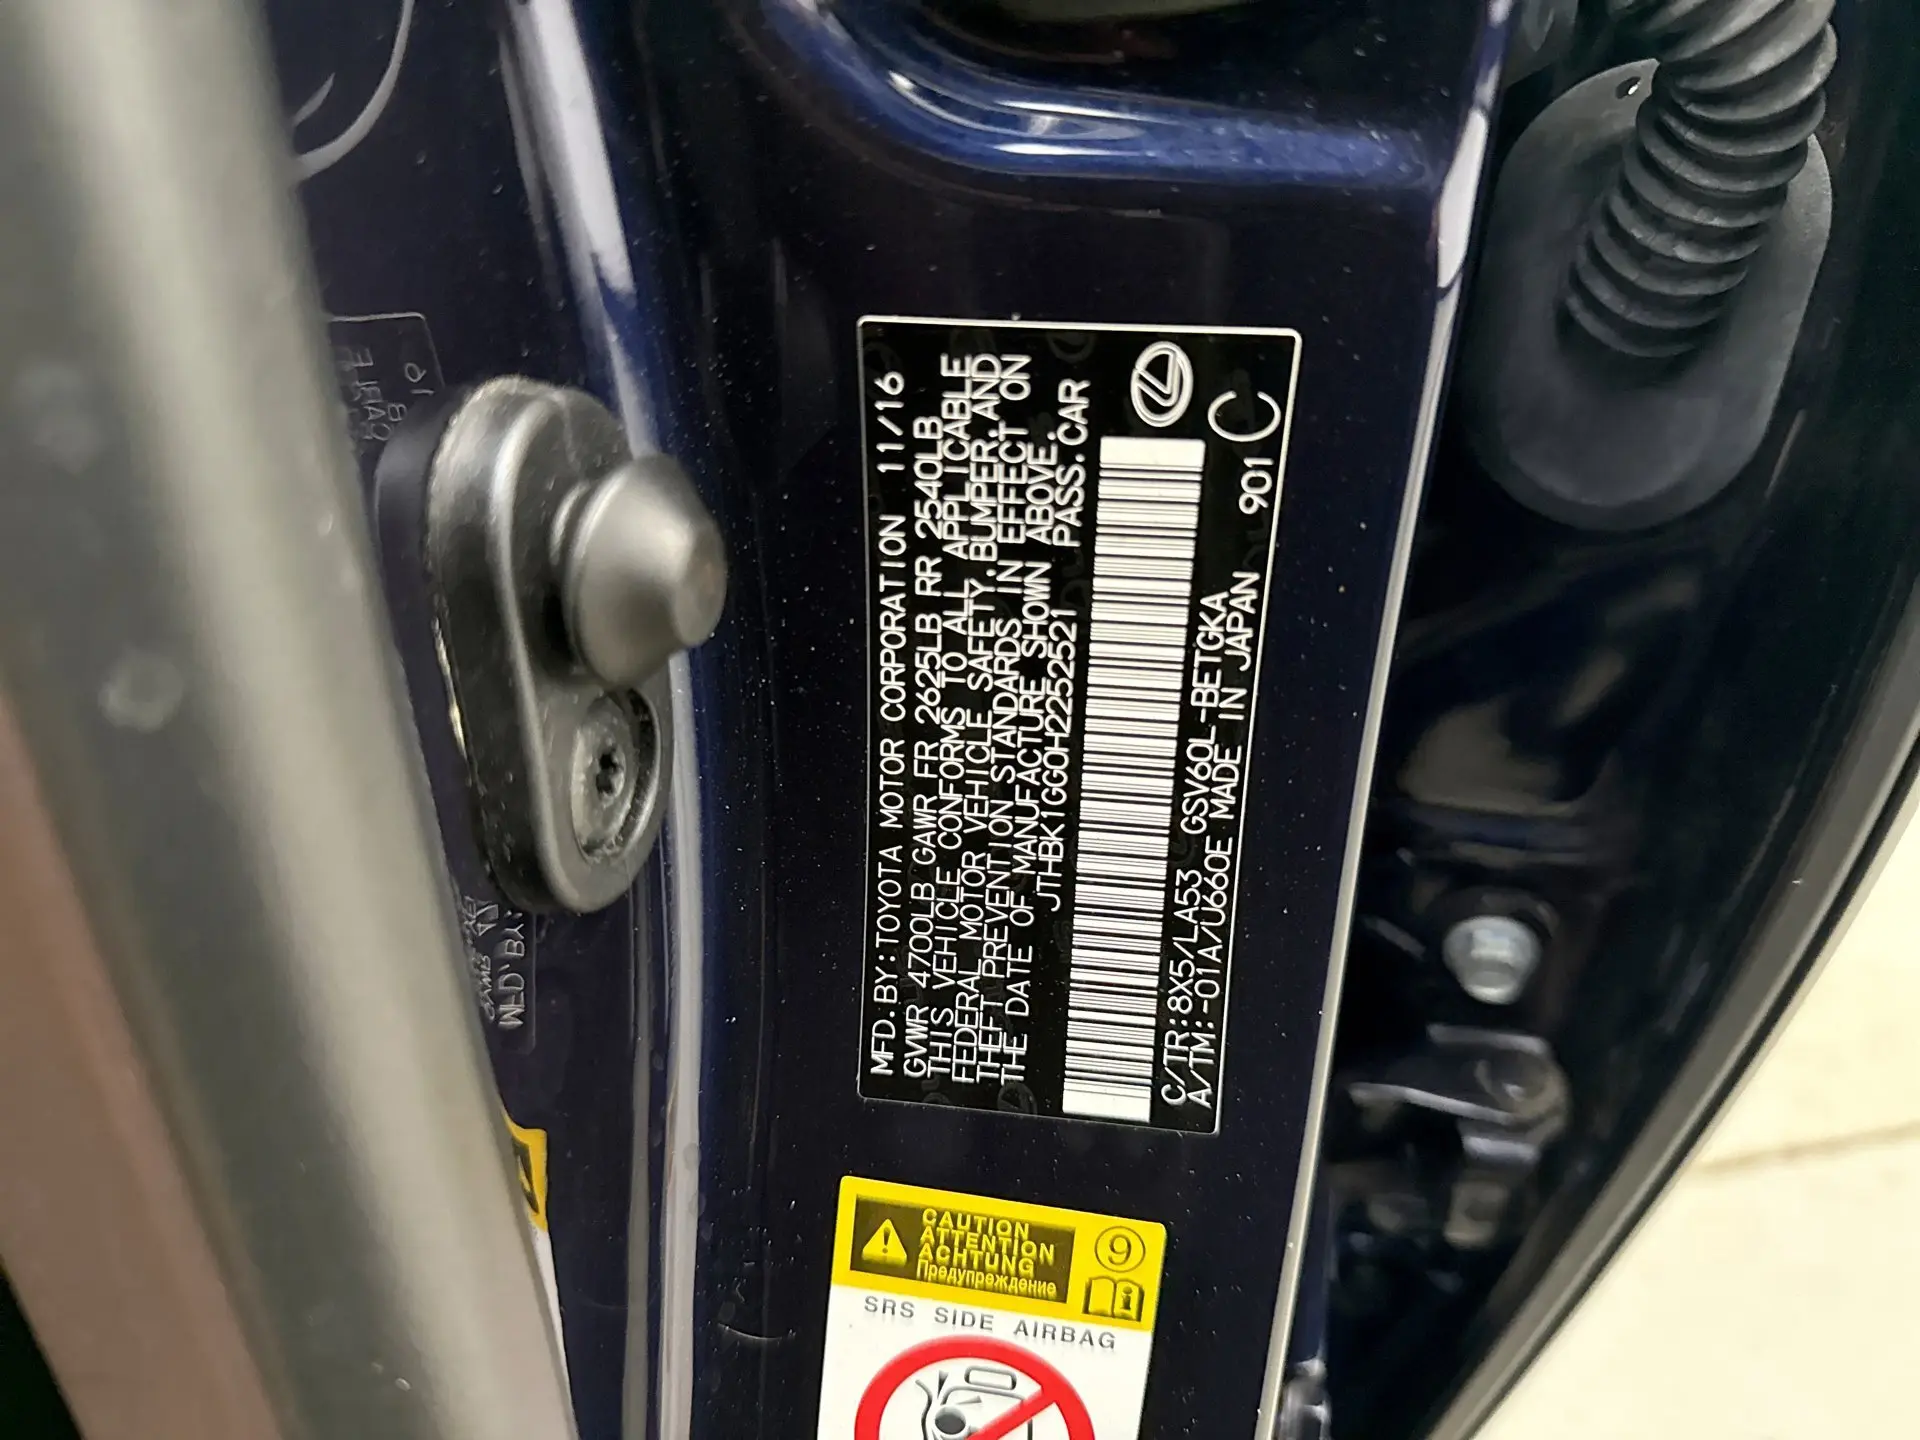 MFD.BY:TOYOTA MOTOR CORPORATION 11/16
GVWR 4700LB GAWR FR 2625LB RR 2540LB
THIS VEHICLE CONFORMS TO ALL APPLICABLE
FEDERAL MOTOR VEHICLE SAFETY,BUMPER,AND
THEFT PREVENTION STANDARDS IN EFFECT ON
THE DATE OF MANUFACTURE SHOWN ABOVE.
JTHBK1GG0H2252521 PASS.CAR
C/TR:8X5/LA53 GSV60L-BETGKA
A/TM:-01A/U660E MADE IN JAPAN 901 C
CAUTION
ATTENTION
ACHTUNG
Предупреждение
9
SRS SIDE AIRBAG